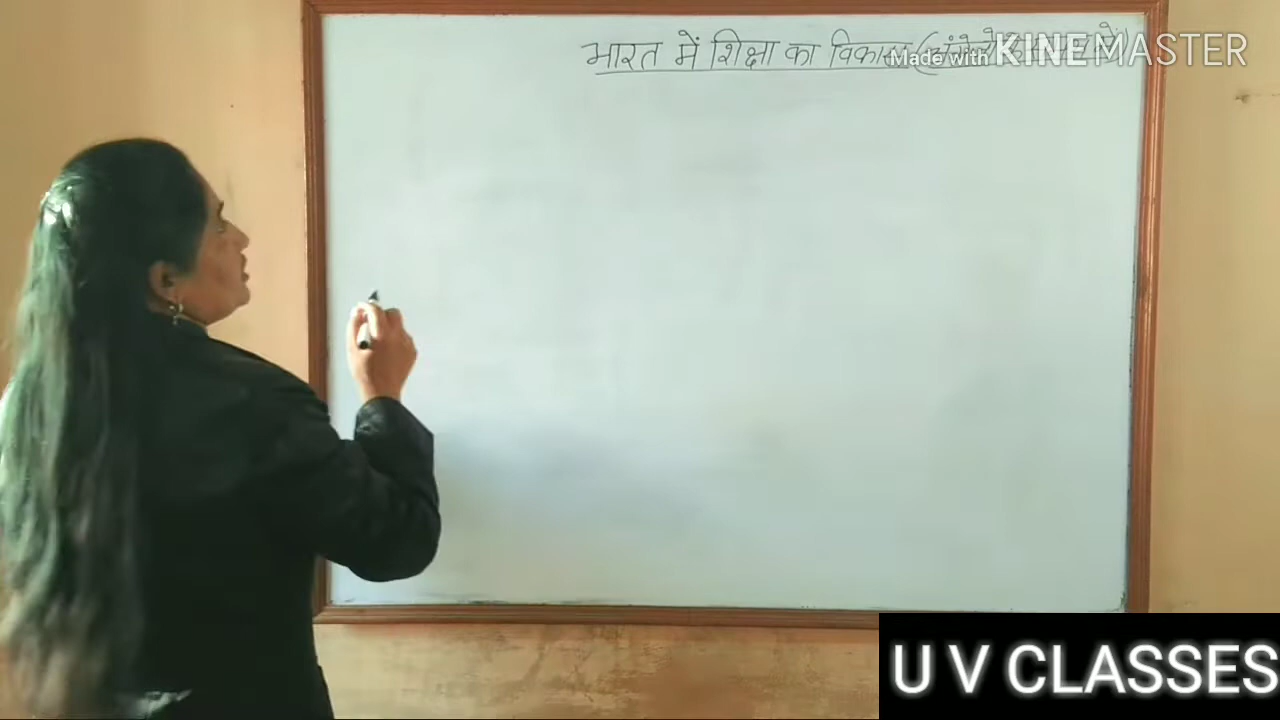 भारत में शिक्षा का विकास (अंग्रेजो में)
Made with KINEMASTER
U V CLASSES